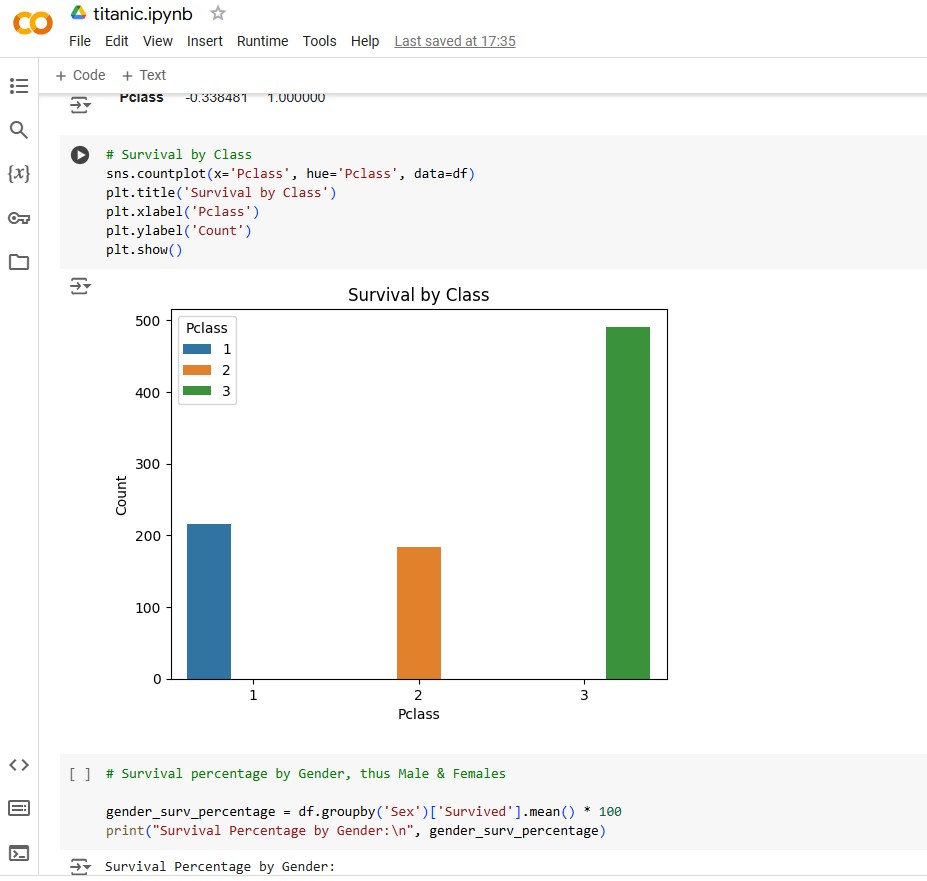 titanic.ipynb
File Edit View Insert Runtime Tools Help Last saved at 17:35
+ Code + Text
Pclass -0.338481 1.000000
{x}
# Survival by Class
sns.countplot(x='Pclass', hue='Pclass', data=df)
plt.title('Survival by Class')
plt.xlabel('Pclass')
plt.ylabel('Count')
plt.show()
Survival by Class
Pclass
1
2
3
500
400
300
200
100
0
Count
1 2 3
Pclass
[ ] # Survival percentage by Gender, thus Male & Females
gender_surv_percentage = df.groupby('Sex')['Survived'].mean() * 100
print("Survival Percentage by Gender:\n", gender_surv_percentage)
Survival Percentage by Gender: